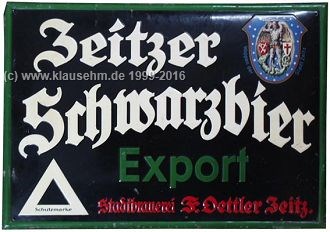 Zeitzer
(c) www.klausehm.de 1999-2016
Schwarzbier
Export
Schutzmarke
Stadtbrauerei F. Oettler Zeitz.